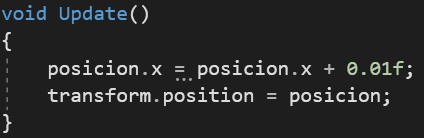 void Update()
{
posicion.x = posicion.x + 0.01f;
transform.position = posicion;
}